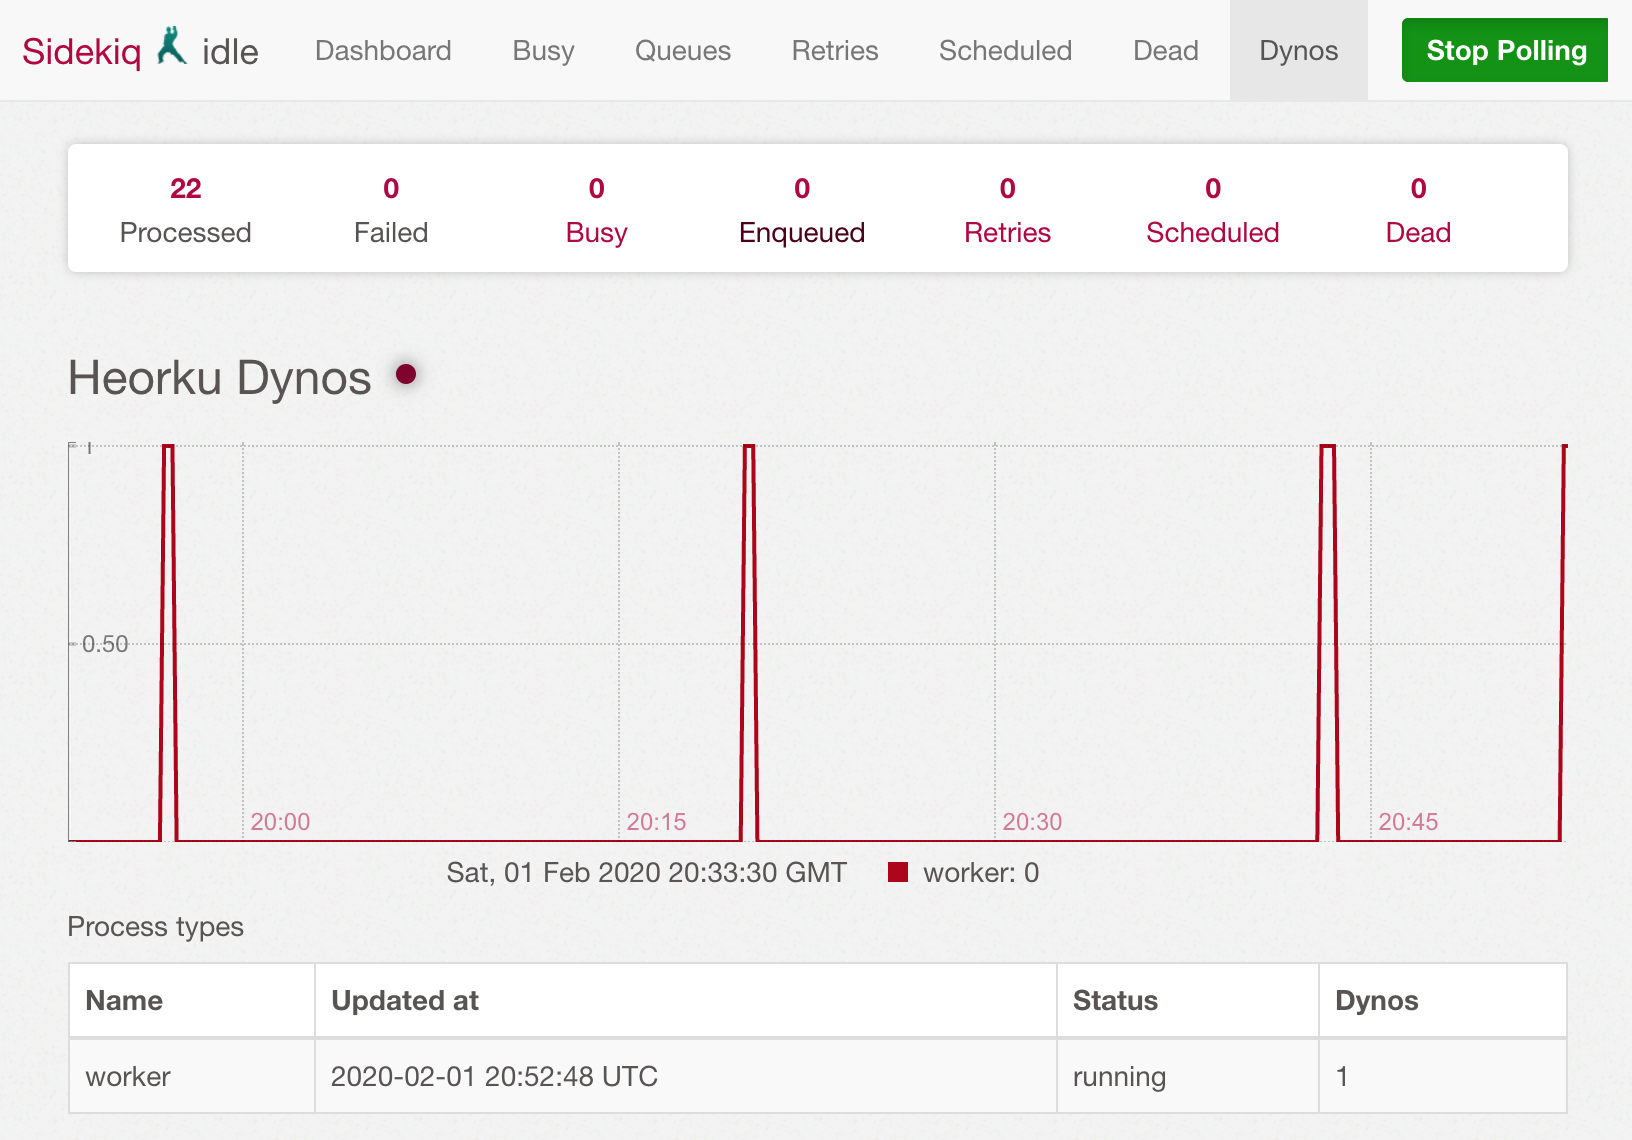 Sidekiq idle Dashboard Busy Queues Retries Scheduled Dead Dynos Stop Polling
22 0 0 0 0 0 0
Processed Failed Busy Enqueued Retries Scheduled Dead
Heorku Dynos
1
0.50
20:00 20:15 20:30 20:45
Sat, 01 Feb 2020 20:33:30 GMT worker: 0
Process types
Name Updated at Status Dynos
worker 2020-02-01 20:52:48 UTC running 1